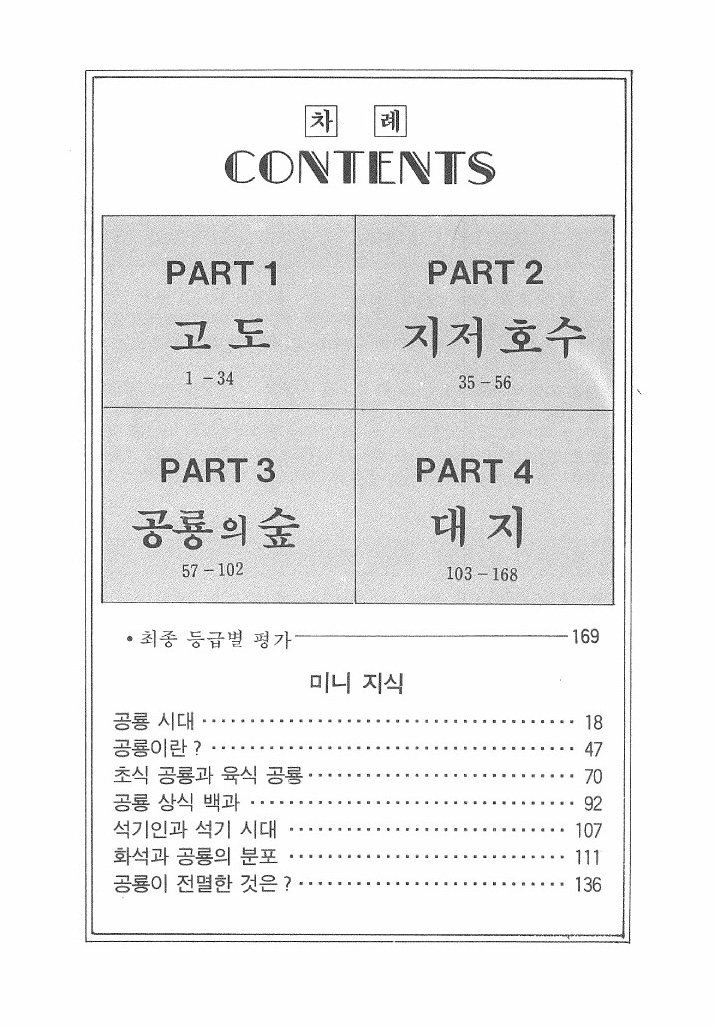 차 례
CONTENTS
PART 1
고 도
1 - 34
PART 2
지저 호수
35 - 56
PART 3
공룡의 숲
57 - 102
PART 4
대 지
103 - 168
• 최종 등급별 평가 169
미니 지식
공룡 시대 18
공룡이란 ? 47
초식 공룡과 육식 공룡 70
공룡 상식 백과 92
석기인과 석기 시대 107
화석과 공룡의 분포 111
공룡이 전멸한 것은 ? 136